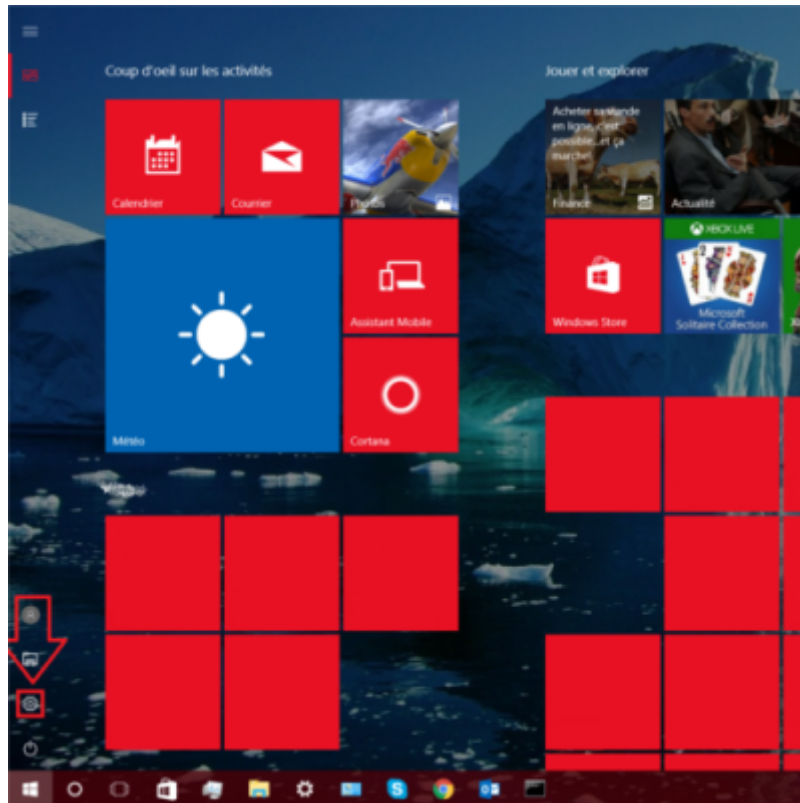 Coup d'oeil sur les activités
Jouer et explorer
Calendrier
Courrier
Photos
Acheter sa viande
en ligne, c'est
possible...et ça
marche!
Finance
Actualité
Météo
Assistant Mobile
Cortana
Windows Store
XBOX LIVE
Microsoft
Solitaire Collection